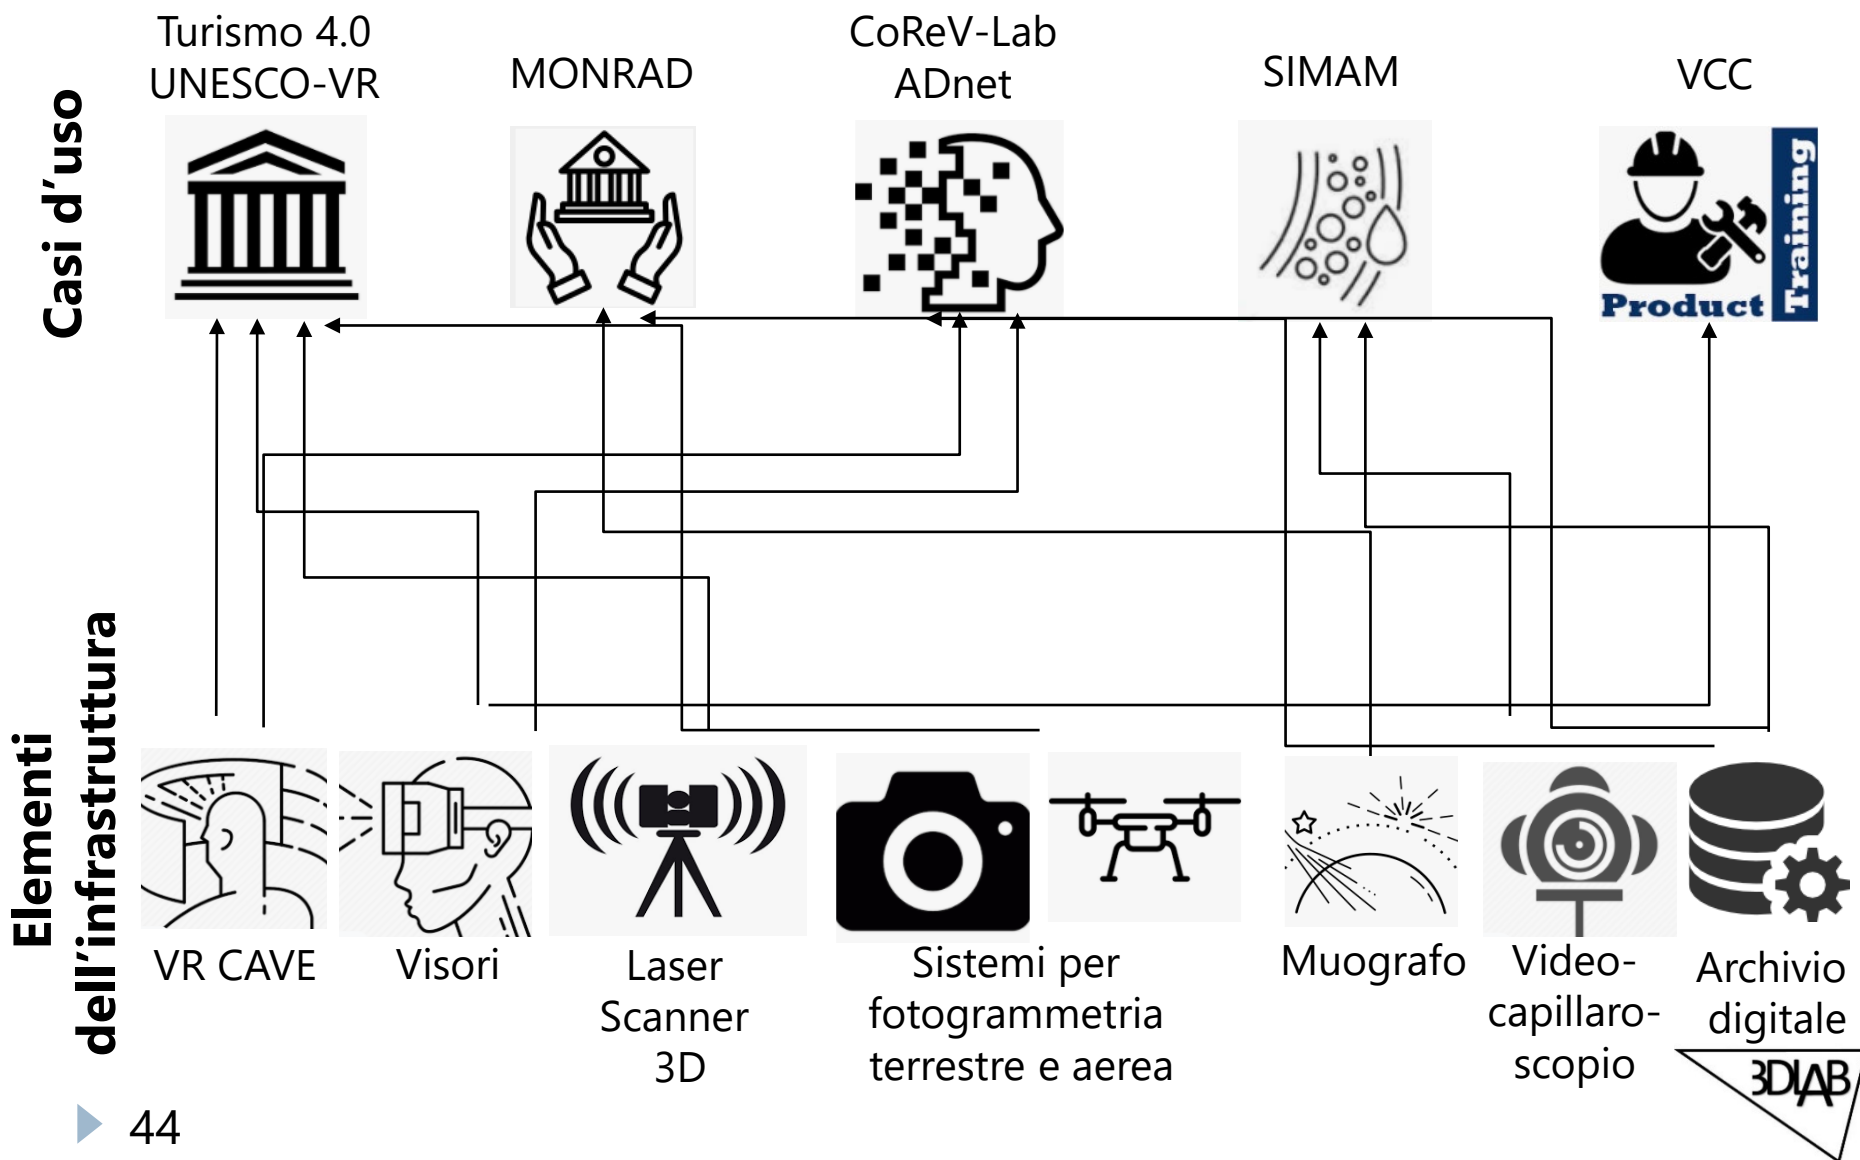 Turismo 4.0
UNESCO-VR
MONRAD
CoReV-Lab
ADnet
SIMAM
VCC
Casi d'uso
Product
Training
Elementi
dell'infrastruttura
VR CAVE
Visori
Laser
Scanner
3D
Sistemi per
fotogrammetria
terrestre e aerea
Muografo
Video-
capillaro-
scopio
Archivio
digitale
3DLAB
44